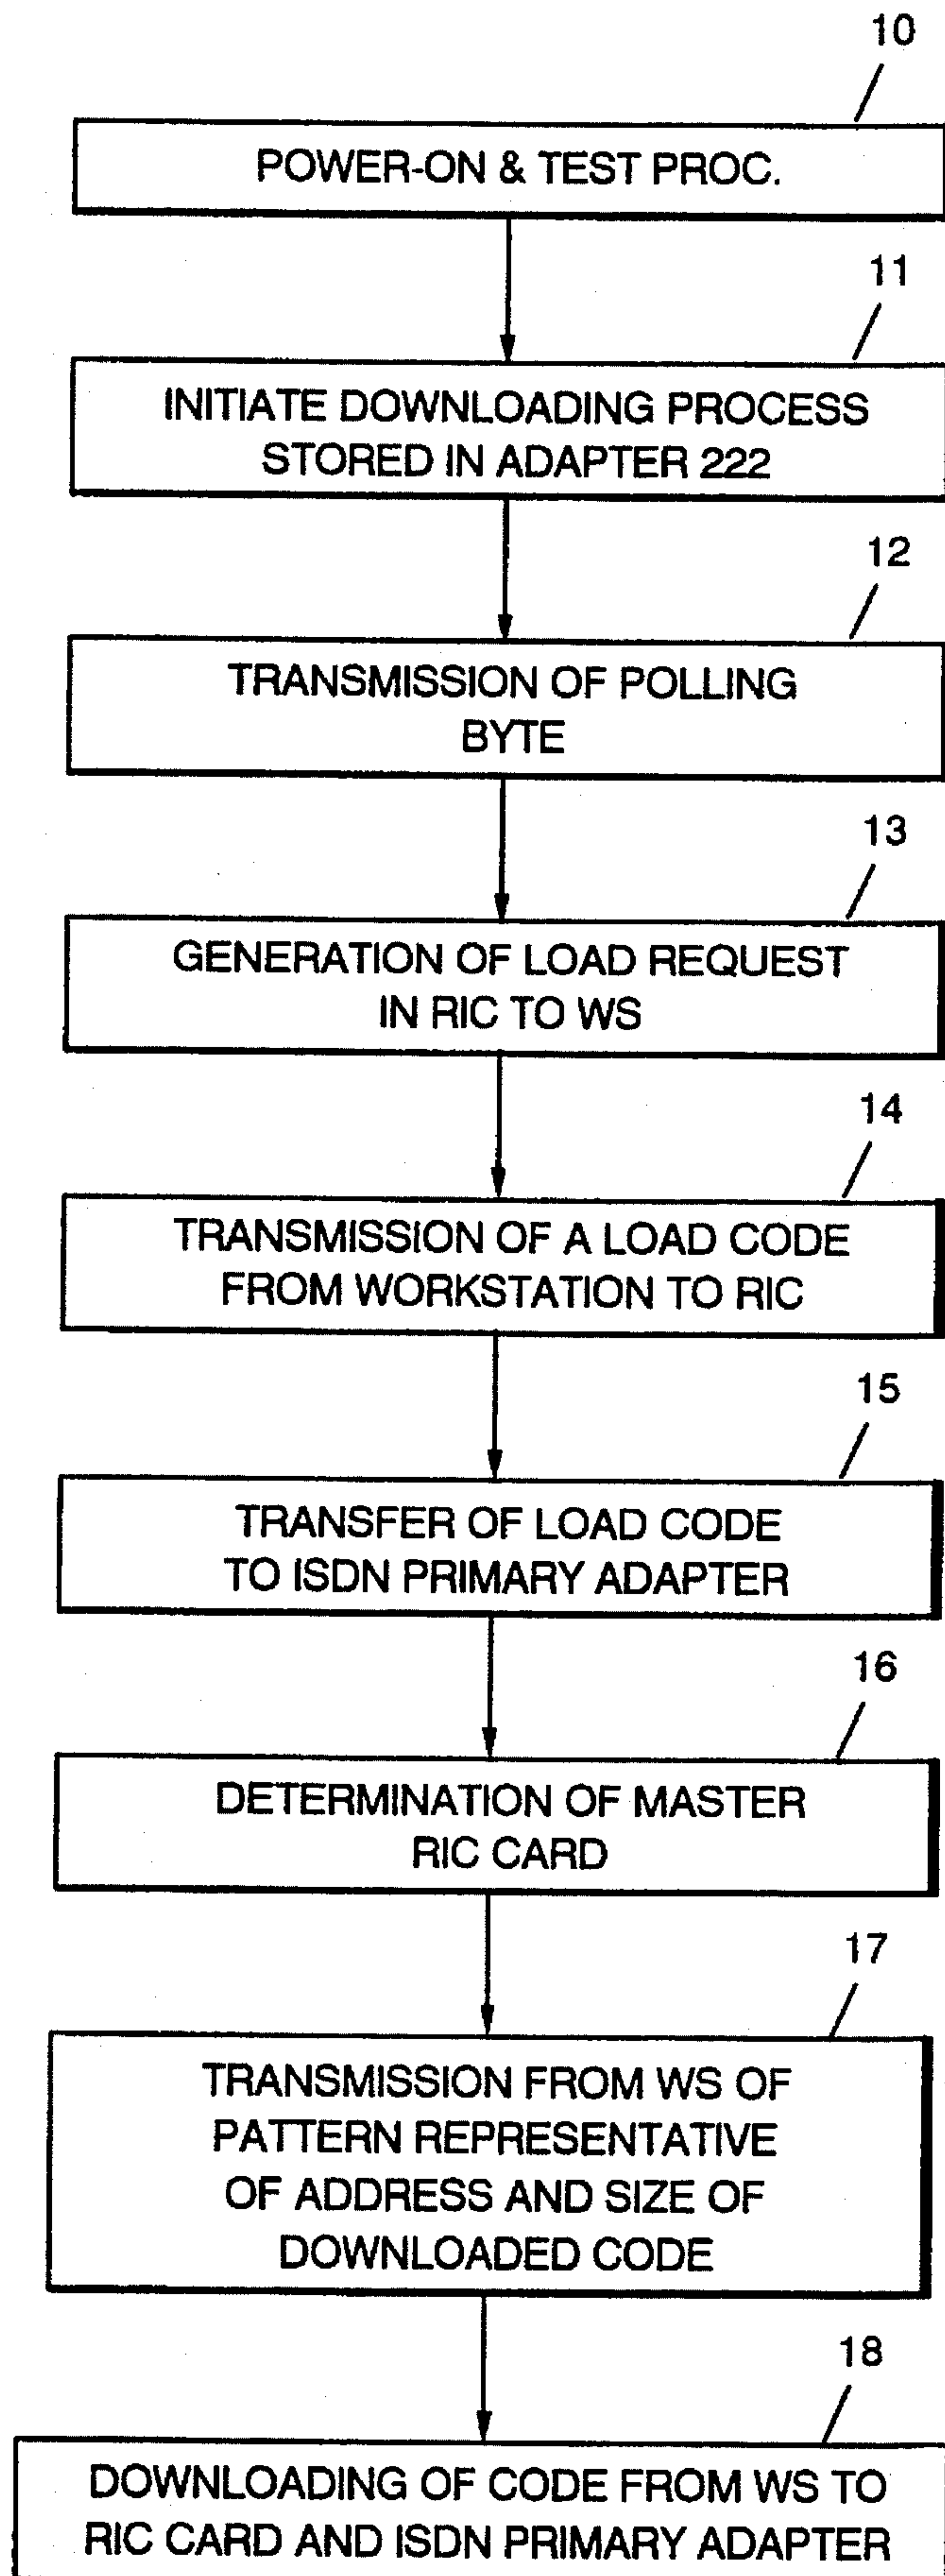 10
POWER-ON & TEST PROC.
11
INITIATE DOWNLOADING PROCESS
STORED IN ADAPTER 222
12
TRANSMISSION OF POLLING
BYTE
13
GENERATION OF LOAD REQUEST
IN RIC TO WS
14
TRANSMISSION OF A LOAD CODE
FROM WORKSTATION TO RIC
15
TRANSFER OF LOAD CODE
TO ISDN PRIMARY ADAPTER
16
DETERMINATION OF MASTER
RIC CARD
17
TRANSMISSION FROM WS OF
PATTERN REPRESENTATIVE
OF ADDRESS AND SIZE OF
DOWNLOADED CODE
18
DOWNLOADING OF CODE FROM WS TO
RIC CARD AND ISDN PRIMARY ADAPTER